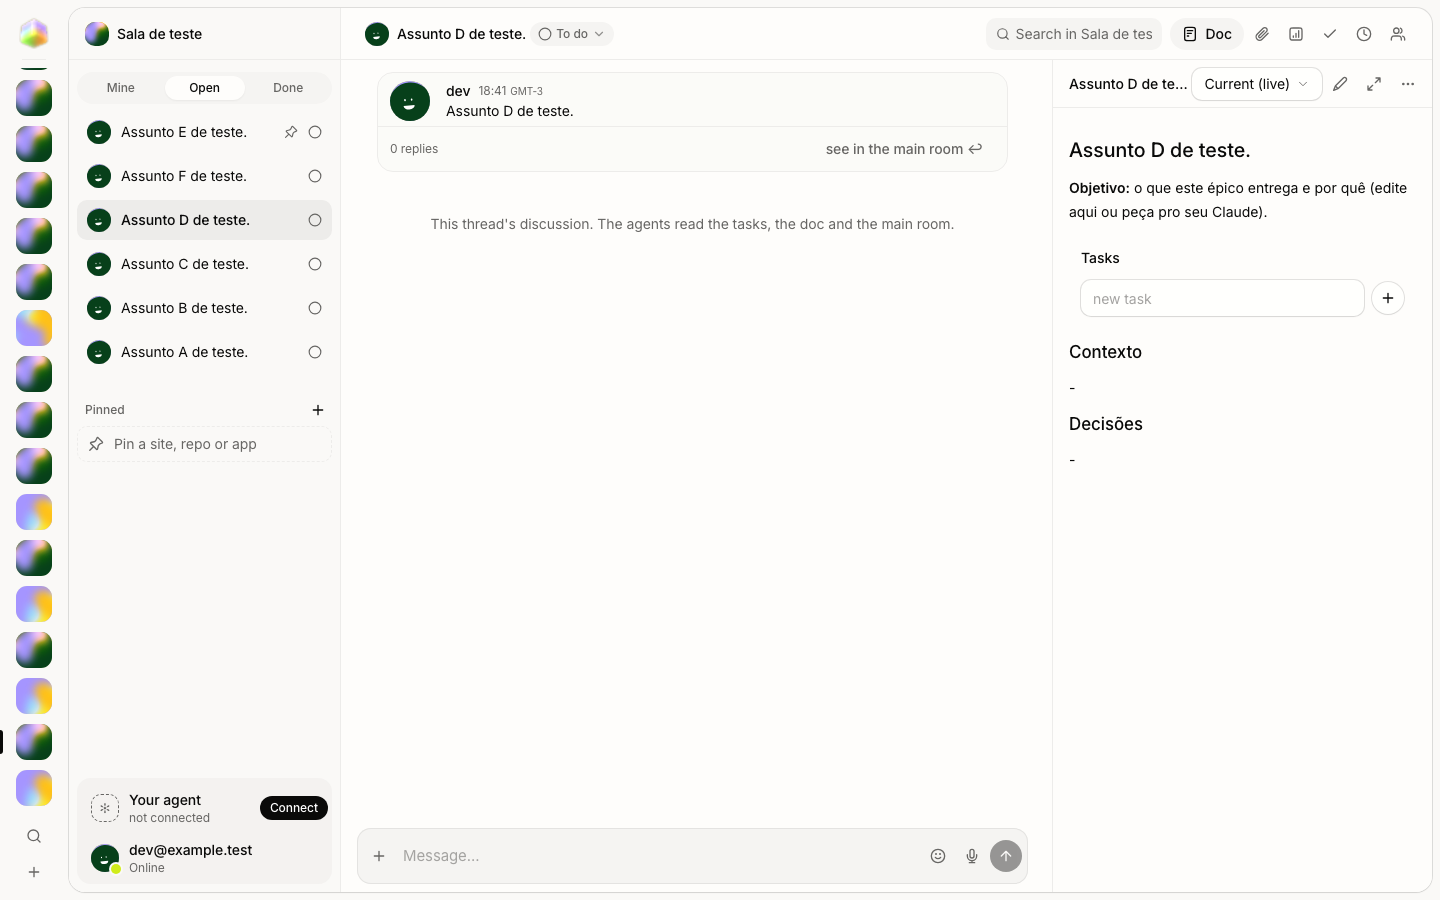 Sala de teste
Mine
Open
Done
Assunto E de teste.
Assunto F de teste.
Assunto D de teste.
Assunto C de teste.
Assunto B de teste.
Assunto A de teste.
Pinned
Pin a site, repo or app
Your agent
not connected
Connect
dev@example.test
Online
Assunto D de teste.
To do
Search in Sala de tes
Doc
dev 18:41 GMT-3
Assunto D de teste.
0 replies
see in the main room
This thread's discussion. The agents read the tasks, the doc and the main room.
Message...
Assunto D de te...
Current (live)
Assunto D de teste.
Objetivo: o que este épico entrega e por quê (edite
aqui ou peça pro seu Claude).
Tasks
new task
Contexto
-
Decisões
-